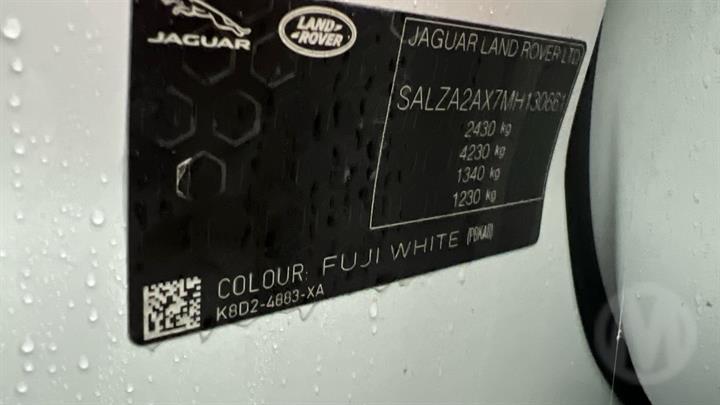 JAGUAR
LAND
ROVER
JAGUAR LAND ROVER LTD
SALZA2AX7MH130661
2430 kg
4230 kg
1340 kg
1230 kg
COLOUR: FUJI WHITE
K8D2-4883-XA
M